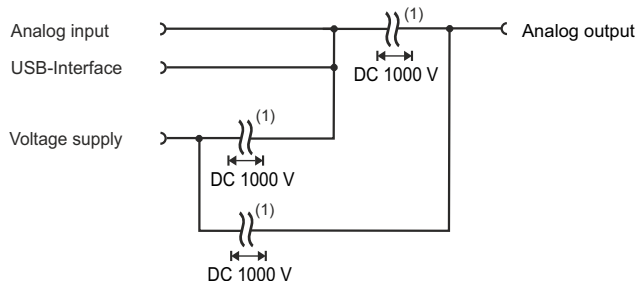 (1)
Analog input
Analog output
USB-Interface
DC 1000 V
(1)
Voltage supply
DC 1000 V
(1)
DC 1000 V